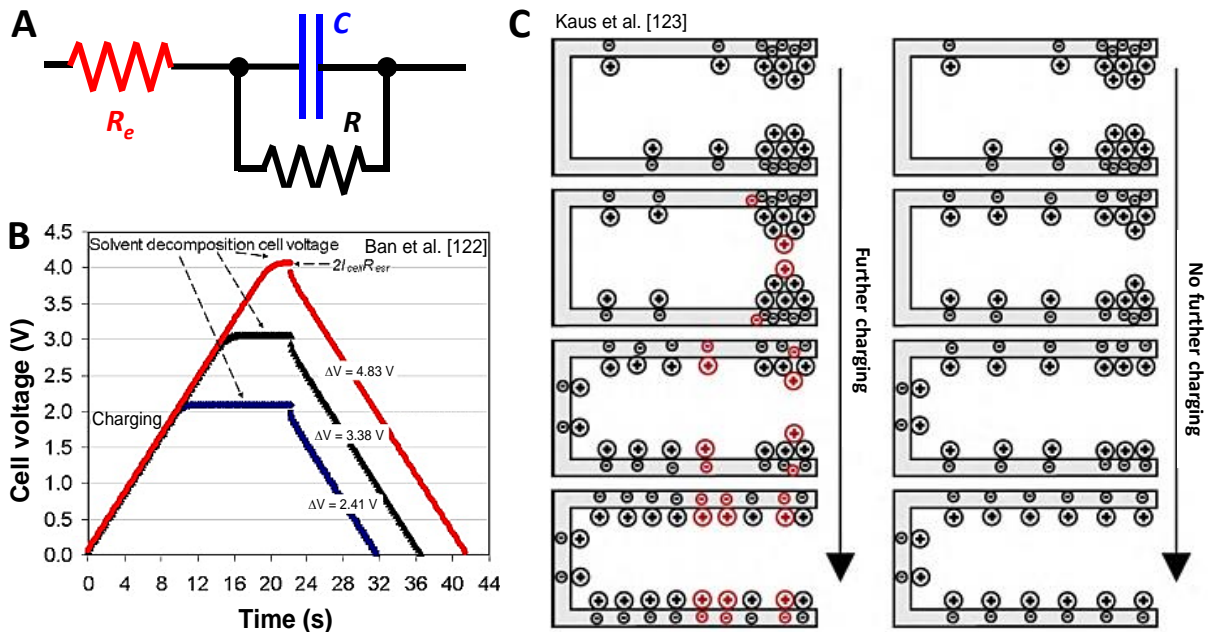 A
C
R_e
R
B
4.5
4.0
3.5
3.0
2.5
2.0
1.5
1.0
0.5
0.0
Cell voltage (V)
Solvent decomposition cell voltage
Ban et al. [122]
2I_cell R_esr
ΔV = 4.83 V
Charging
ΔV = 3.38 V
ΔV = 2.41 V
0 4 8 12 16 20 24 28 32 36 40 44
Time (s)
C
Kaus et al. [123]
Further charging
No further charging